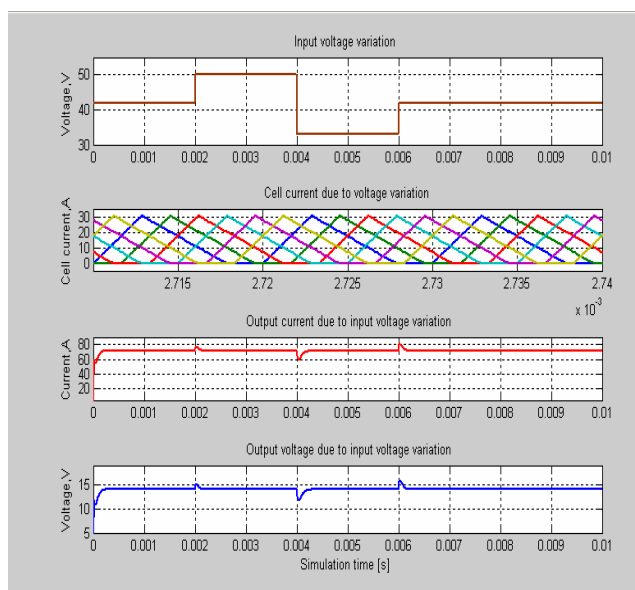 Input voltage variation
Voltage,V
50
40
30
0 0.001 0.002 0.003 0.004 0.005 0.006 0.007 0.008 0.009 0.01
Cell current due to voltage variation
Cell current,A
30
20
10
0
2.715 2.72 2.725 2.73 2.735 2.74
x 10⁻³
Output current due to input voltage variation
Current,A
80
60
40
20
0 0.001 0.002 0.003 0.004 0.005 0.006 0.007 0.008 0.009 0.01
Output voltage due to input voltage variation
Voltage,V
15
10
5
0 0.001 0.002 0.003 0.004 0.005 0.006 0.007 0.008 0.009 0.01
Simulation time [s]